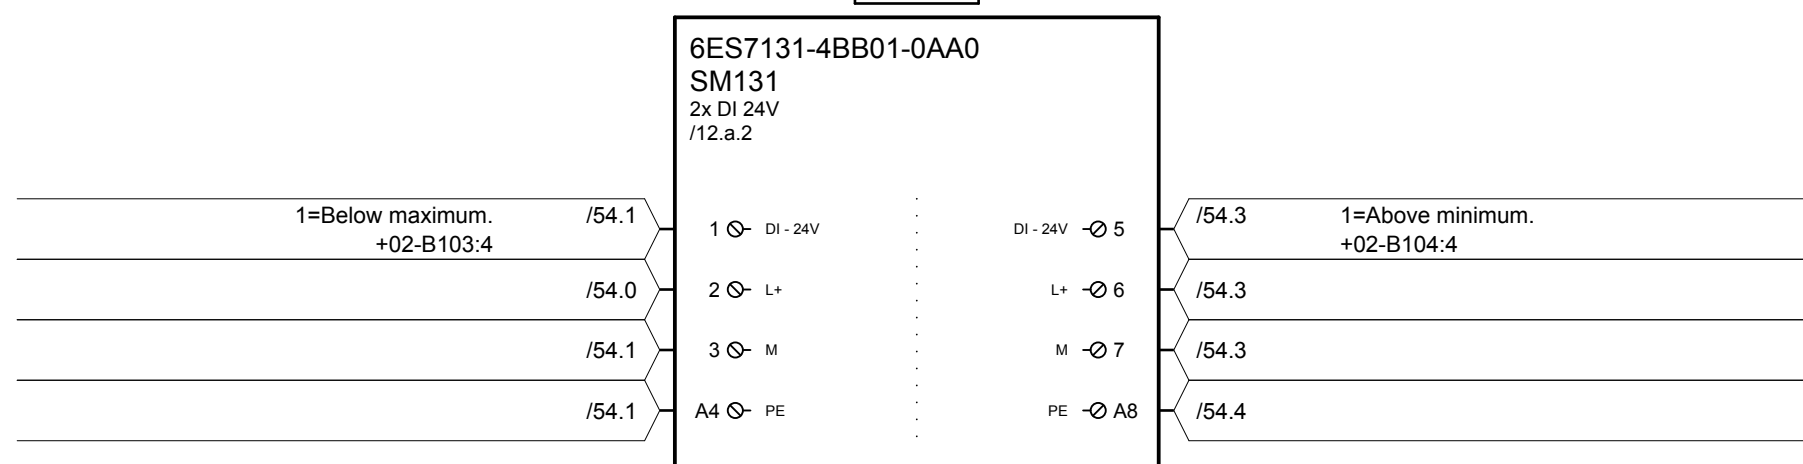 6ES7131-4BB01-0AA0
SM131
2x DI 24V
/12.a.2
1=Below maximum. /54.1 1 DI - 24V DI - 24V 5 /54.3 1=Above minimum.
+02-B103:4 +02-B104:4
/54.0 2 L+ L+ 6 /54.3
/54.1 3 M M 7 /54.3
/54.1 A4 PE PE A8 /54.4